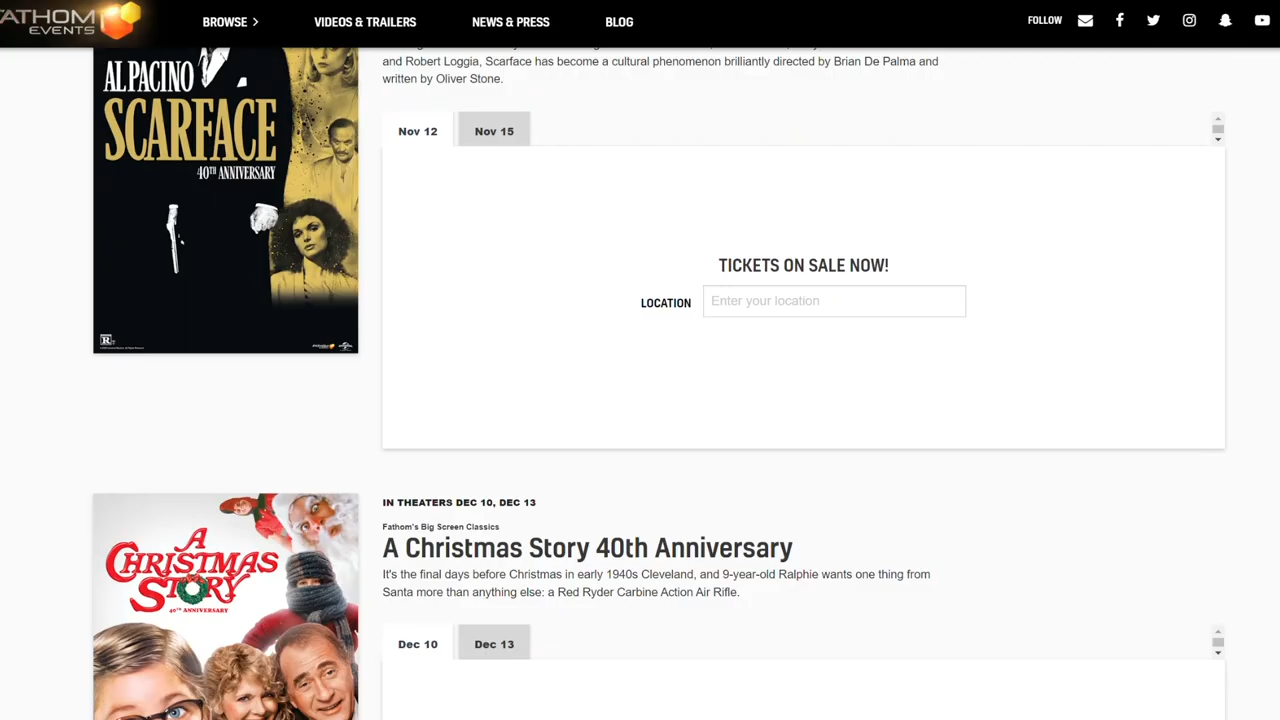 FATHOM
EVENTS
BROWSE
VIDEOS & TRAILERS
NEWS & PRESS
BLOG
FOLLOW
and Robert Loggia, Scarface has become a cultural phenomenon brilliantly directed by Brian De Palma and
written by Oliver Stone.
AL PACINO
SCARFACE
40TH ANNIVERSARY
R
Nov 12
Nov 15
TICKETS ON SALE NOW!
LOCATION
Enter your location
IN THEATERS DEC 10, DEC 13
Fathom's Big Screen Classics
A Christmas Story 40th Anniversary
It's the final days before Christmas in early 1940s Cleveland, and 9-year-old Ralphie wants one thing from
Santa more than anything else: a Red Ryder Carbine Action Air Rifle.
A
CHRISTMAS
STORY
40TH ANNIVERSARY
Dec 10
Dec 13